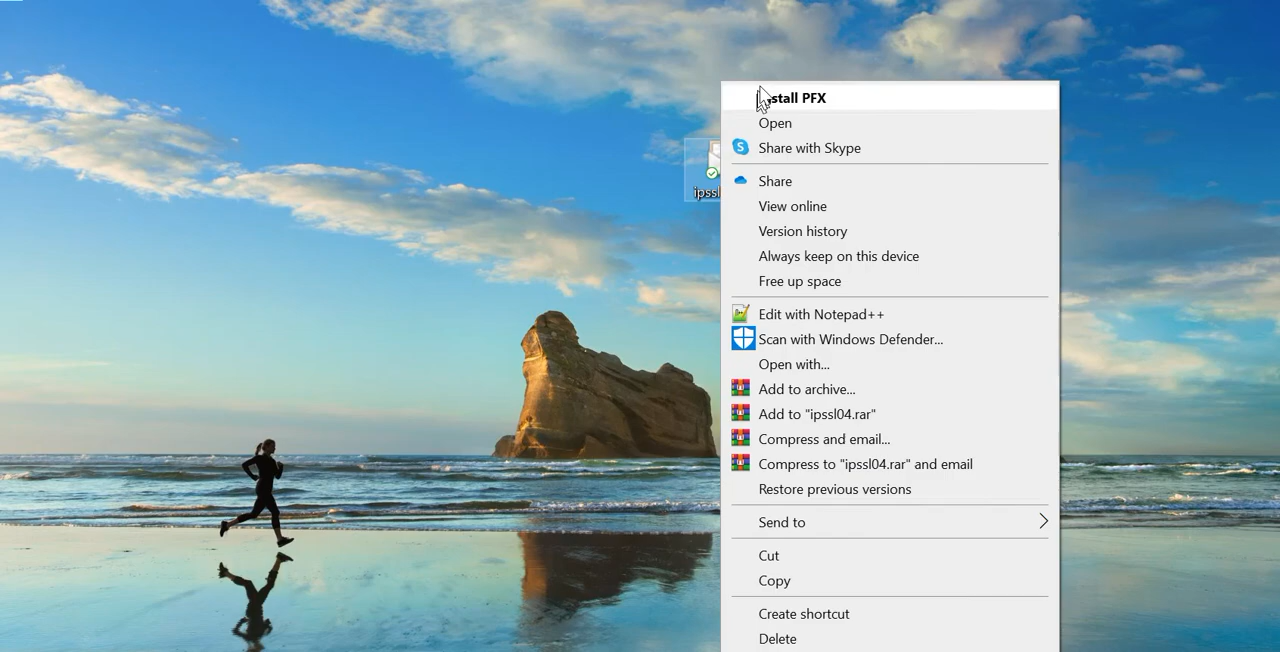 PFX
Open
Share with Skype
Share
View online
Version history
Always keep on this device
Free up space
Edit with Notepad++
Scan with Windows Defender...
Open with...
Add to archive...
Add to "ipssl04.rar"
Compress and email...
Compress to "ipssl04.rar" and email
Restore previous versions
Send to
Cut
Copy
Create shortcut
Delete